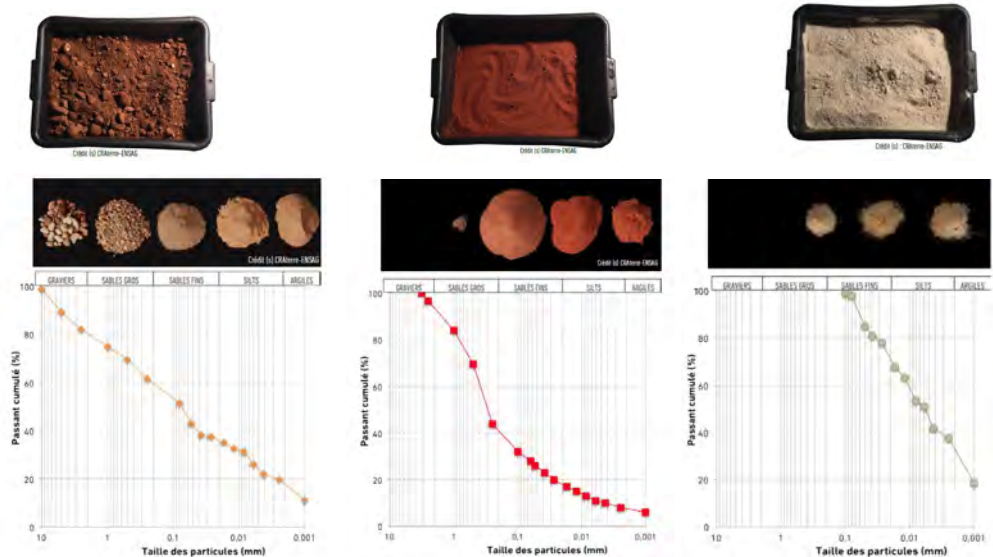 Crédit (s) CRAterre-ENSAG
Crédit (s) CRAterre-ENSAG
Crédit (s) : CRAterre-ENSAG
Crédit (s) CRAterre-ENSAG
Crédit (s) CRAterre-ENSAG
GRAVIERS SABLES GROS SABLES FINS SILTS ARGILES
100
80
60
40
20
0
Passant cumulé (%)
10 1 0.1 0,01 0.001
Taille des particules (mm)
GRAVIERS SABLES GROS SABLES FINS SILTS ARGILES
100
80
60
40
20
0
Passant cumulé (%)
10 1 0,1 0,01 0,001
Taille des particules (mm)
GRAVIERS SABLES GROS SABLES FINS SILTS ARGILES
100
80
60
40
20
0
Passant cumulé (%)
10 1 0.1 0,01 0,001
Taille des particules (mm)